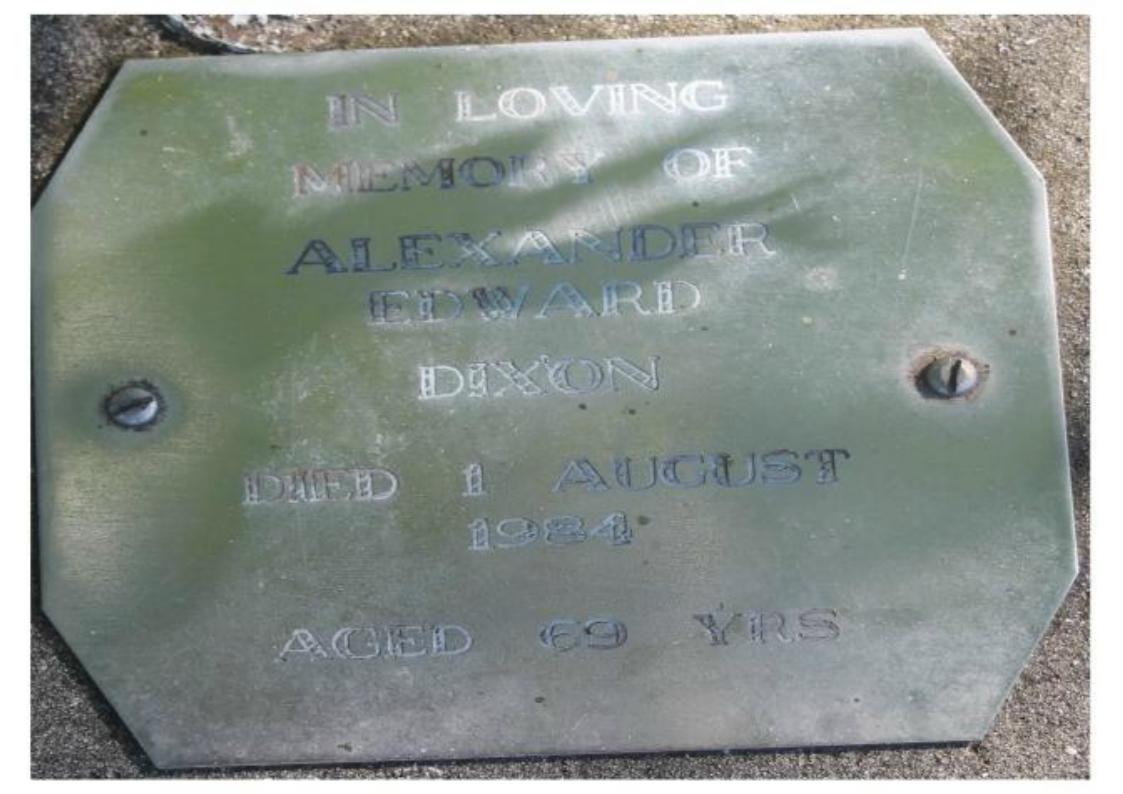 IN LOVING
MEMORY OF
ALEXANDER
EDWARD
DIXON
DIED 1 AUGUST
1984
AGED 69 YRS